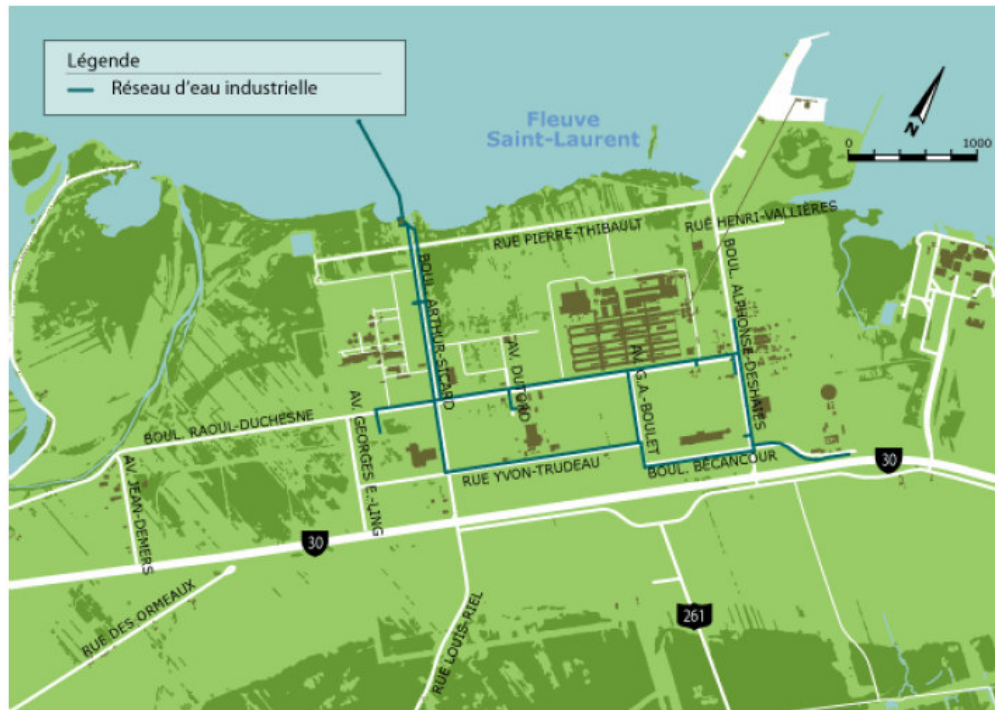 Légende
Réseau d'eau industrielle
Fleuve
Saint-Laurent
N
0 1000
RUE HENRI-VALLIÈRES
RUE PIERRE-THIBAULT
BOUL. ARTHUR-SICARD
BOUL. ALPHONSE-DESHAIES
AV. DUTORD
AV. G.A.-BOULET
BOUL. RAOUL-DUCHESNE
AV. GEORGES E.-LING
RUE YVON-TRUDEAU
BOUL. BÉCANCOUR
30
AV. JEAN-DEMERS
30
RUE DES ORMEAUX
RUE LOUIS-RIEL
261